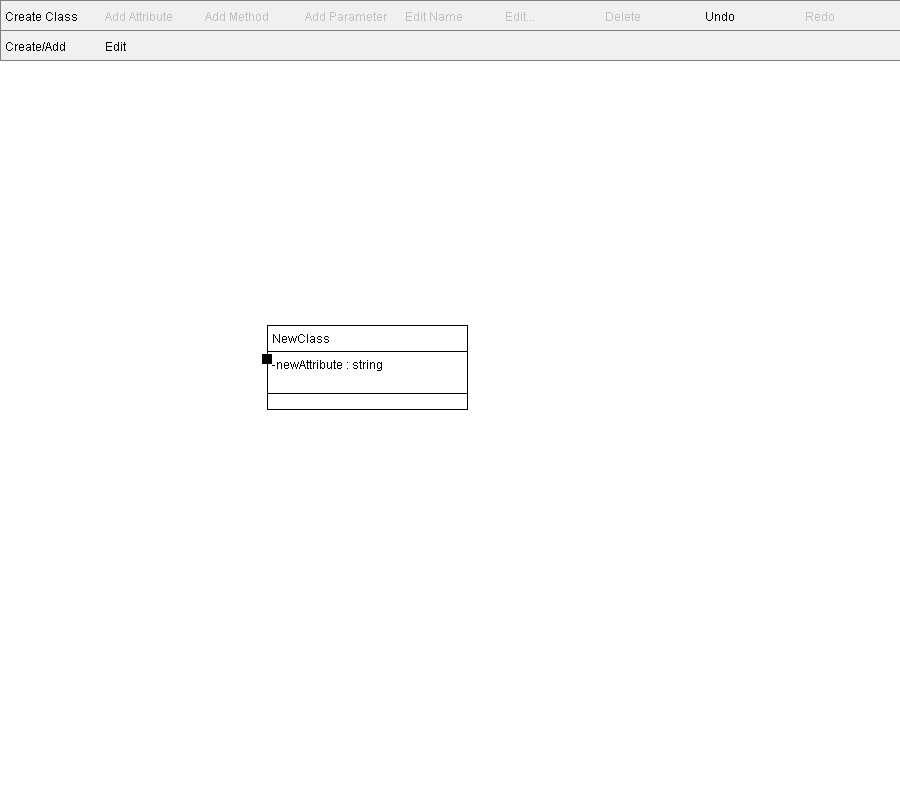 Create Class Add Attribute Add Method Add Parameter Edit Name Edit... Delete Undo Redo
Create/Add Edit
NewClass
-newAttribute : string